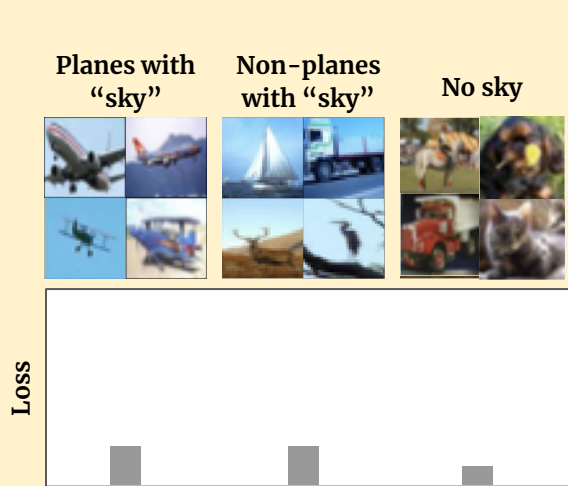 Planes with
“sky”
Non-planes
with “sky”
No sky
Loss